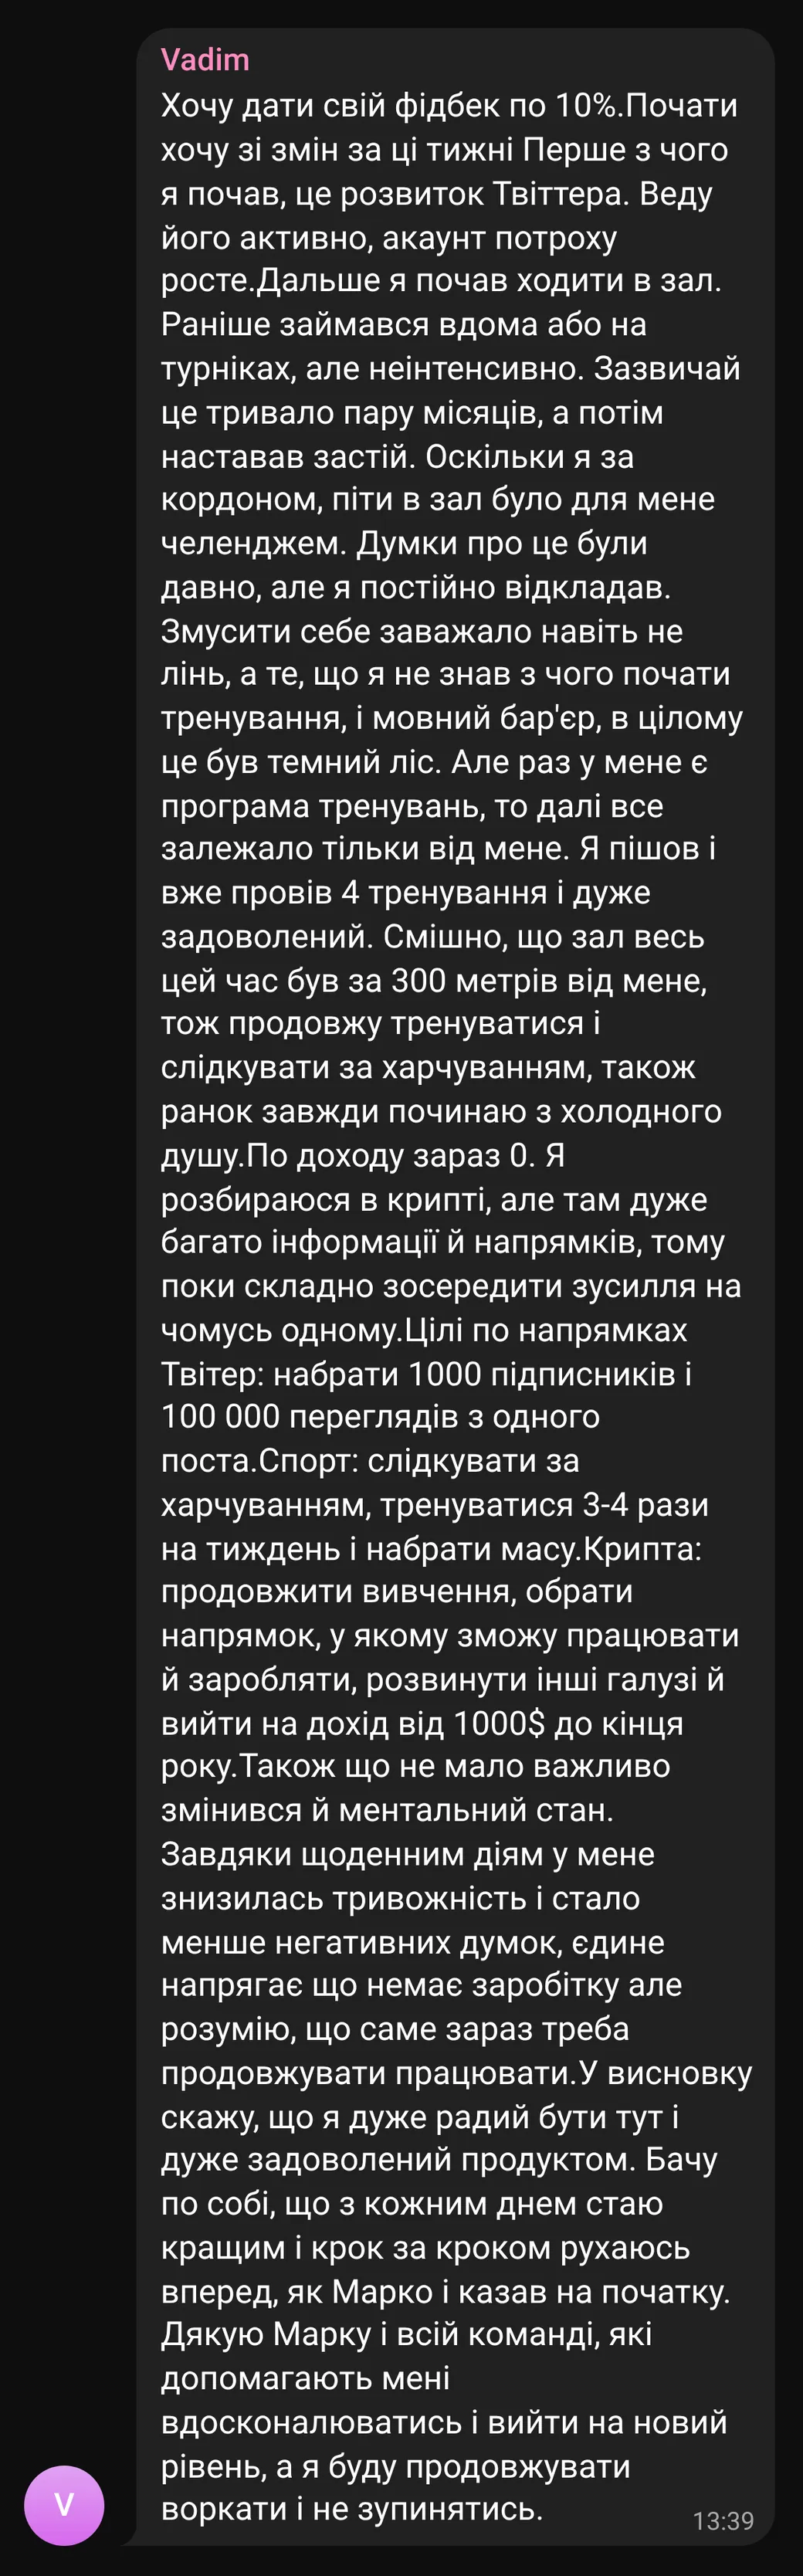 Vadim
Хочу дати свій фідбек по 10%.Почати
хочу зі змін за ці тижні Перше з чого
я почав, це розвиток Твіттера. Веду
його активно, акаунт потроху
росте.Дальше я почав ходити в зал.
Раніше займався вдома або на
турніках, але неінтенсивно. Зазвичай
це тривало пару місяців, а потім
наставав застій. Оскільки я за
кордоном, піти в зал було для мене
челенджем. Думки про це були
давно, але я постійно відкладав.
Змусити себе заважало навіть не
лінь, а те, що я не знав з чого почати
тренування, і мовний бар'єр, в цілому
це був темний ліс. Але раз у мене є
програма тренувань, то далі все
залежало тільки від мене. Я пішов і
вже провів 4 тренування і дуже
задоволений. Смішно, що зал весь
цей час був за 300 метрів від мене,
тож продовжу тренуватися і
слідкувати за харчуванням, також
ранок завжди починаю з холодного
душу.По доходу зараз 0. Я
розбираюся в крипті, але там дуже
багато інформації й напрямків, тому
поки складно зосередити зусилля на
чомусь одному.Цілі по напрямках
Твітер: набрати 1000 підписників і
100 000 переглядів з одного
поста.Спорт: слідкувати за
харчуванням, тренуватися 3-4 рази
на тиждень і набрати масу.Крипта:
продовжити вивчення, обрати
напрямок, у якому зможу працювати
й заробляти, розвинути інші галузі й
вийти на дохід від 1000$ до кінця
року.Також що не мало важливо
змінився й ментальний стан.
Завдяки щоденним діям у мене
знизилась тривожність і стало
менше негативних думок, єдине
напрягає що немає заробітку але
розумію, що саме зараз треба
продовжувати працювати.У висновку
скажу, що я дуже радий бути тут і
дуже задоволений продуктом. Бачу
по собі, що з кожним днем стаю
кращим і крок за кроком рухаюсь
вперед, як Марко і казав на початку.
Дякую Марку і всій команді, які
допомагають мені
вдосконалюватись і вийти на новий
рівень, а я буду продовжувати
воркати і не зупинятись.
13:39
V